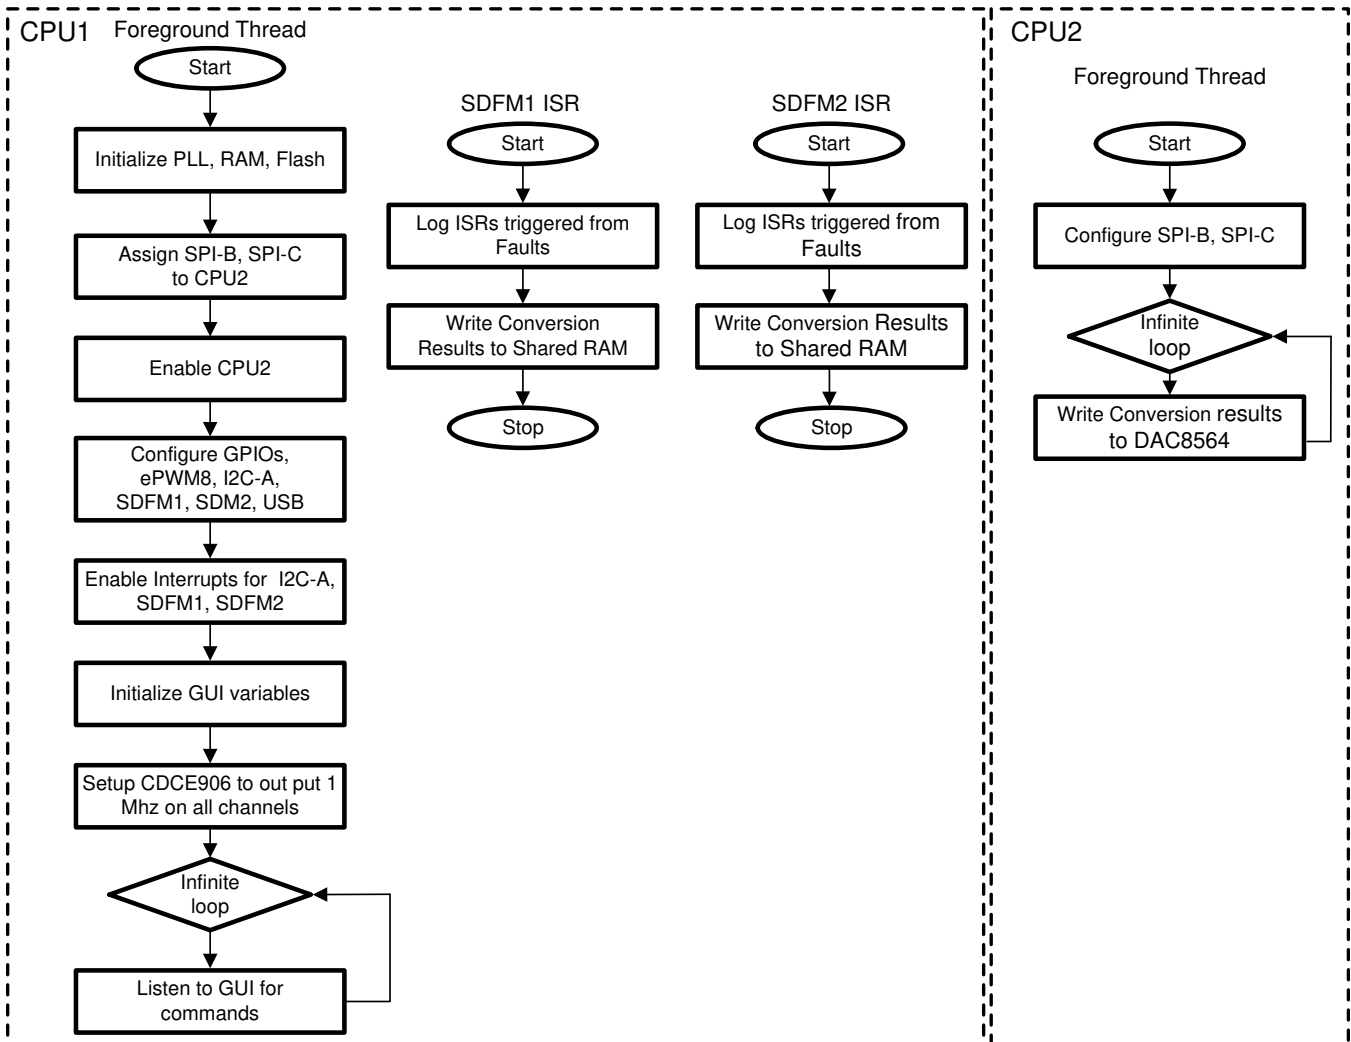 CPU1
Foreground Thread
Start
Initialize PLL, RAM, Flash
Assign SPI-B, SPI-C
to CPU2
Enable CPU2
Configure GPIOs,
ePWM8, I2C-A,
SDFM1, SDM2, USB
Enable Interrupts for I2C-A,
SDFM1, SDFM2
Initialize GUI variables
Setup CDCE906 to out put 1
Mhz on all channels
Infinite
loop
Listen to GUI for
commands
SDFM1 ISR
Start
Log ISRs triggered from
Faults
Write Conversion
Results to Shared RAM
Stop
SDFM2 ISR
Start
Log ISRs triggered from
Faults
Write Conversion Results
to Shared RAM
Stop
CPU2
Foreground Thread
Start
Configure SPI-B, SPI-C
Infinite
loop
Write Conversion results
to DAC8564